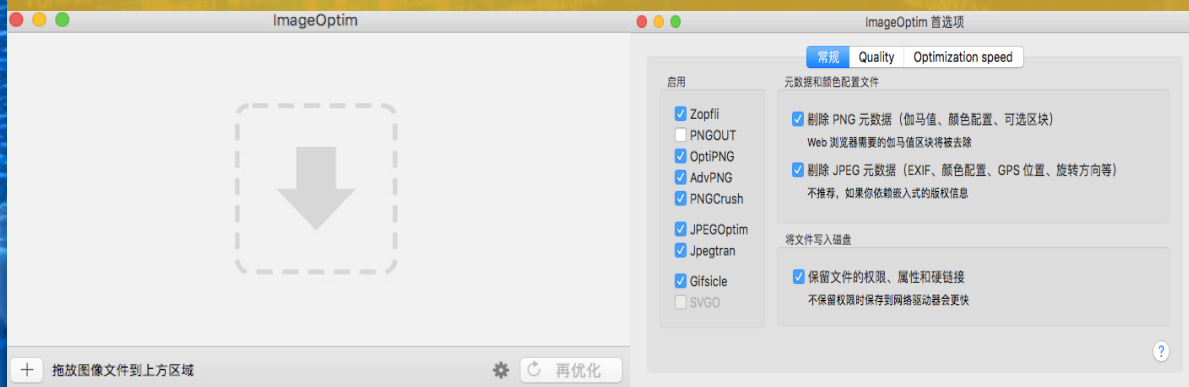 ImageOptim
拖放图像文件到上方区域
再优化
ImageOptim 首选项
常规
Quality
Optimization speed
启用
Zopfli
PNGOUT
OptiPNG
AdvPNG
PNGCrush
JPEGOptim
Jpegtran
Gifsicle
SVGO
元数据和颜色配置文件
剔除 PNG 元数据（伽马值、颜色配置、可选区块）
Web 浏览器需要的伽马值区块将被去除
剔除 JPEG 元数据（EXIF、颜色配置、GPS 位置、旋转方向等）
不推荐，如果你依赖嵌入式的版权信息
将文件写入磁盘
保留文件的权限、属性和硬链接
不保留权限时保存到网络驱动器会更快
?